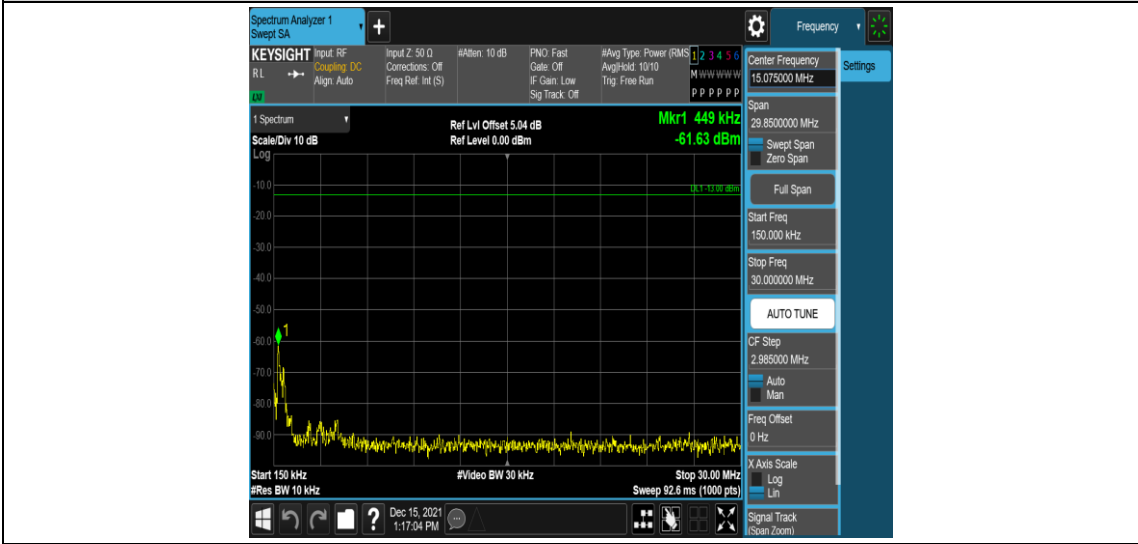 Spectrum Analyzer 1
Swept SA
+
Frequency
KEYSIGHT
R L
LW
Input: RF
Coupling: DC
Align: Auto
Input Z: 50 Ω
Corrections: Off
Freq Ref: Int (S)
#Atten: 10 dB
PNO: Fast
Gate: Off
IF Gain: Low
Sig Track: Off
#Avg Type: Power (RMS
Avg|Hold: 10/10
Trig: Free Run
1 2 3 4 5 6
M W W W W W
P P P P P P
1 Spectrum
Scale/Div 10 dB
Log
Ref Lvl Offset 5.04 dB
Ref Level 0.00 dBm
Mkr1 449 kHz
-61.63 dBm
DL1 -13.00 dBm
-10.0
-20.0
-30.0
-40.0
-50.0
-60.0
-70.0
-80.0
-90.0
1
Start 150 kHz
#Res BW 10 kHz
#Video BW 30 kHz
Stop 30.00 MHz
Sweep 92.6 ms (1000 pts)
?
Dec 15, 2021
1:17:04 PM
Center Frequency
15.075000 MHz
Settings
Span
29.8500000 MHz
Swept Span
Zero Span
Full Span
Start Freq
150.000 kHz
Stop Freq
30.000000 MHz
AUTO TUNE
CF Step
2.985000 MHz
Auto
Man
Freq Offset
0 Hz
X Axis Scale
Log
Lin
Signal Track
(Span Zoom)